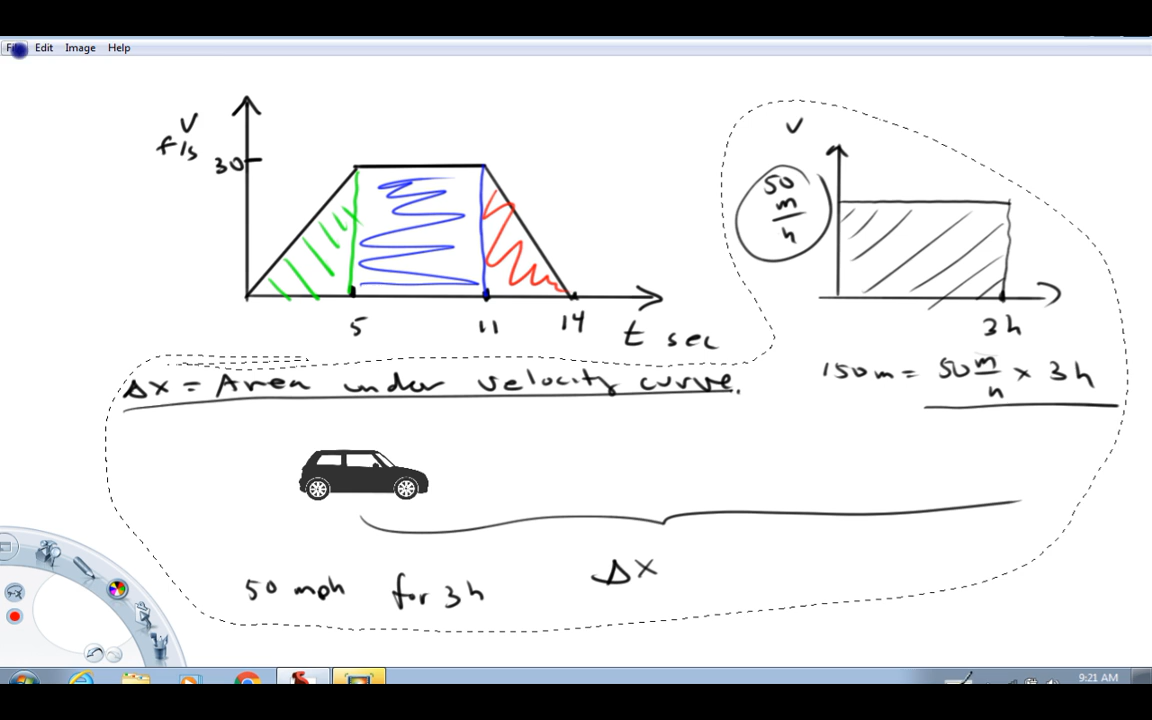 File Edit Image Help
v
f/s
30
5 11 14
t sec
v
50
m
h
3h
150m = 50 m/h × 3h
Δx = Area under velocity curve.
Δx
50 mph for 3h
9:21 AM